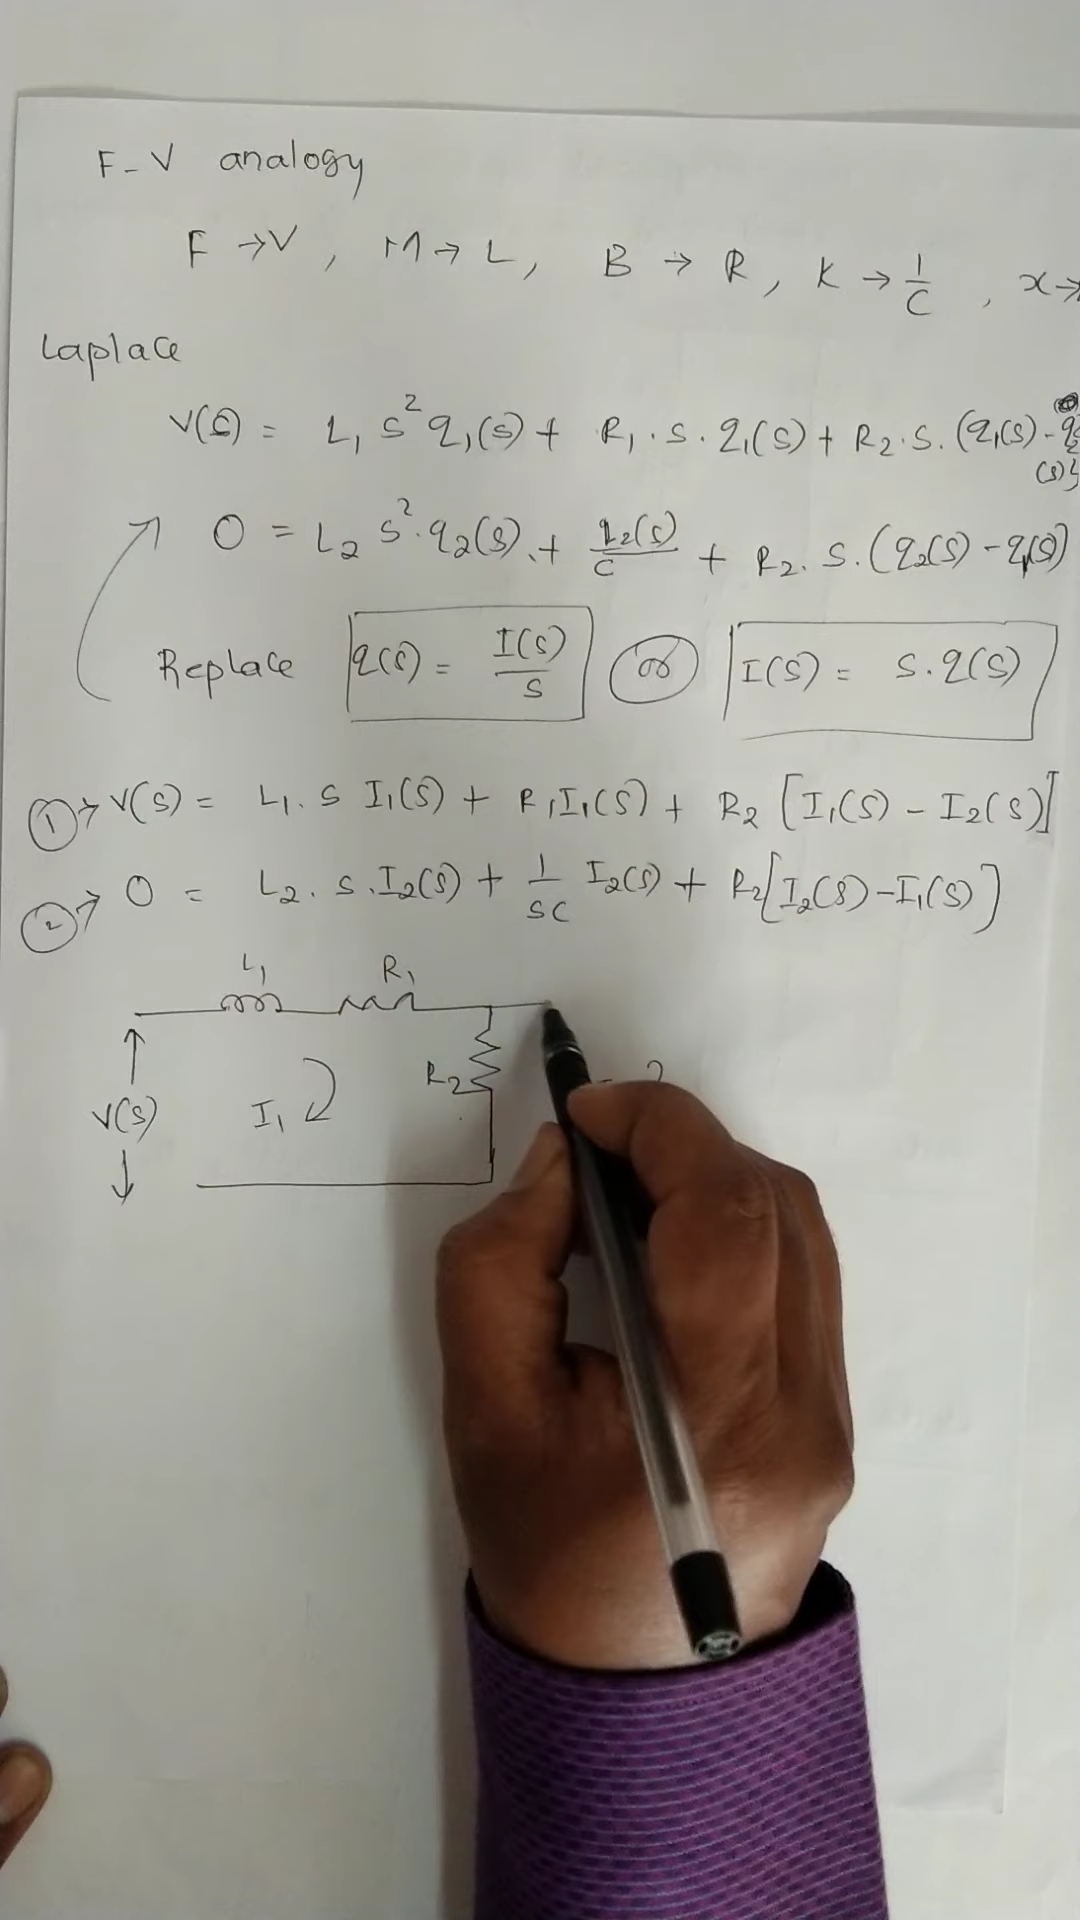 F-V analogy
F → V, M → L, B → R, K → 1/C, x →
Laplace
V(s) = L₁ s² q₁(s) + R₁ . s . q₁(s) + R₂ . s . (q₁(s) - q₂(s))
0 = L₂ s² . q₂(s) + q₂(s)/C + R₂ . s . (q₂(s) - q₁(s))
Replace q(s) = I(s)/s or I(s) = s . q(s)
① → V(s) = L₁ . s I₁(s) + R₁I₁(s) + R₂ [I₁(s) - I₂(s)]
② → 0 = L₂ . s . I₂(s) + 1/sC I₂(s) + R₂[I₂(s) - I₁(s)]
L₁ R₁
R₂
V(s) I₁